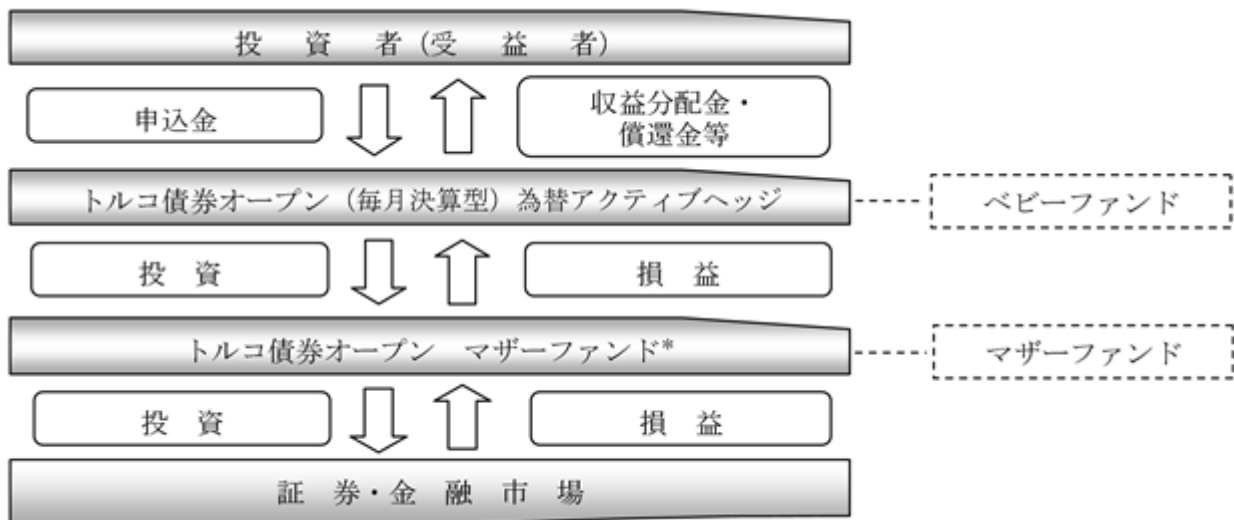 投資者(受益者)
申込金
収益分配金・
償還金等
トルコ債券オープン(毎月決算型)為替アクティブヘッジ
ベビーファンド
投資
損益
トルコ債券オープン マザーファンド*
マザーファンド
投資
損益
証券・金融市場